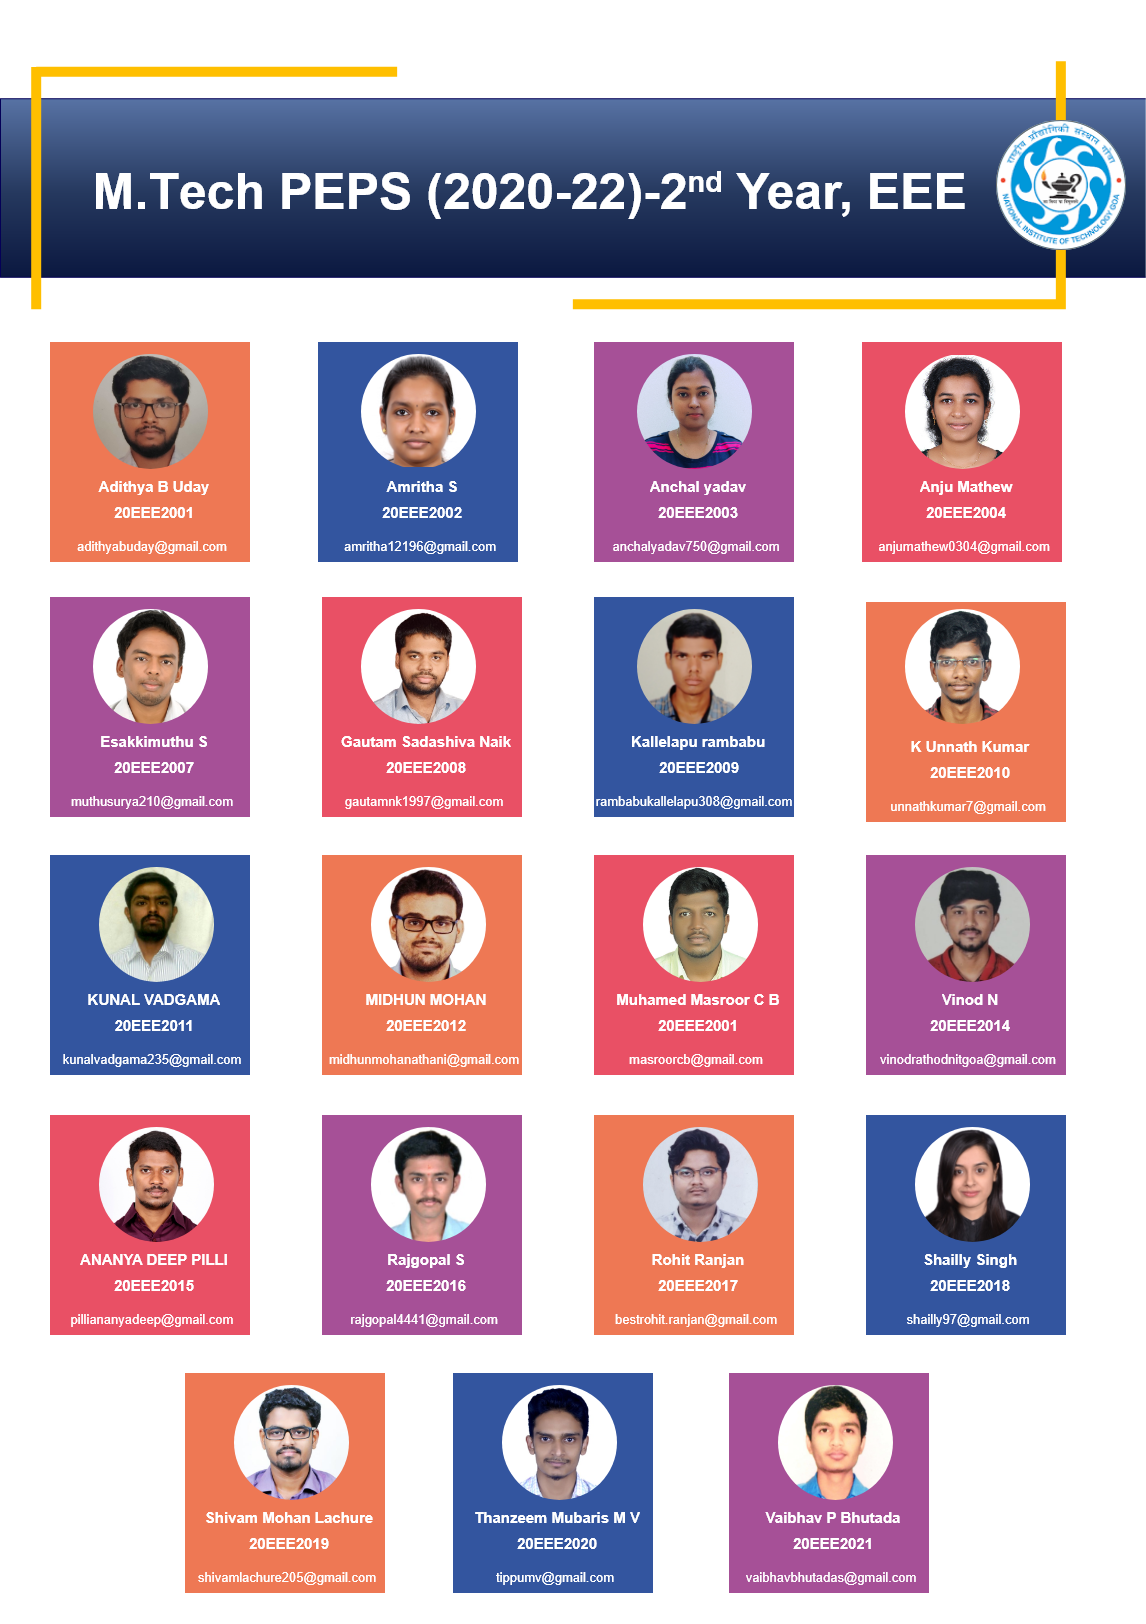 M.Tech PEPS (2020-22)-2nd Year, EEE
राष्ट्रीय प्रौद्योगिकी संस्थान गोवा
NATIONAL INSTITUTE OF TECHNOLOGY GOA
Adithya B Uday
20EEE2001
adithyabuday@gmail.com
Amritha S
20EEE2002
amritha12196@gmail.com
Anchal yadav
20EEE2003
anchalyadav750@gmail.com
Anju Mathew
20EEE2004
anjumathew0304@gmail.com
Esakkimuthu S
20EEE2007
muthusurya210@gmail.com
Gautam Sadashiva Naik
20EEE2008
gautamnk1997@gmail.com
Kallelapu rambabu
20EEE2009
rambabukallelapu308@gmail.com
K Unnath Kumar
20EEE2010
unnathkumar7@gmail.com
KUNAL VADGAMA
20EEE2011
kunalvadgama235@gmail.com
MIDHUN MOHAN
20EEE2012
midhunmohanathani@gmail.com
Muhamed Masroor C B
20EEE2001
masroorcb@gmail.com
Vinod N
20EEE2014
vinodrathodnitgoa@gmail.com
ANANYA DEEP PILLI
20EEE2015
pilliananyadeep@gmail.com
Rajgopal S
20EEE2016
rajgopal4441@gmail.com
Rohit Ranjan
20EEE2017
bestrohit.ranjan@gmail.com
Shailly Singh
20EEE2018
shailly97@gmail.com
Shivam Mohan Lachure
20EEE2019
shivamlachure205@gmail.com
Thanzeem Mubaris M V
20EEE2020
tippumv@gmail.com
Vaibhav P Bhutada
20EEE2021
vaibhavbhutadas@gmail.com